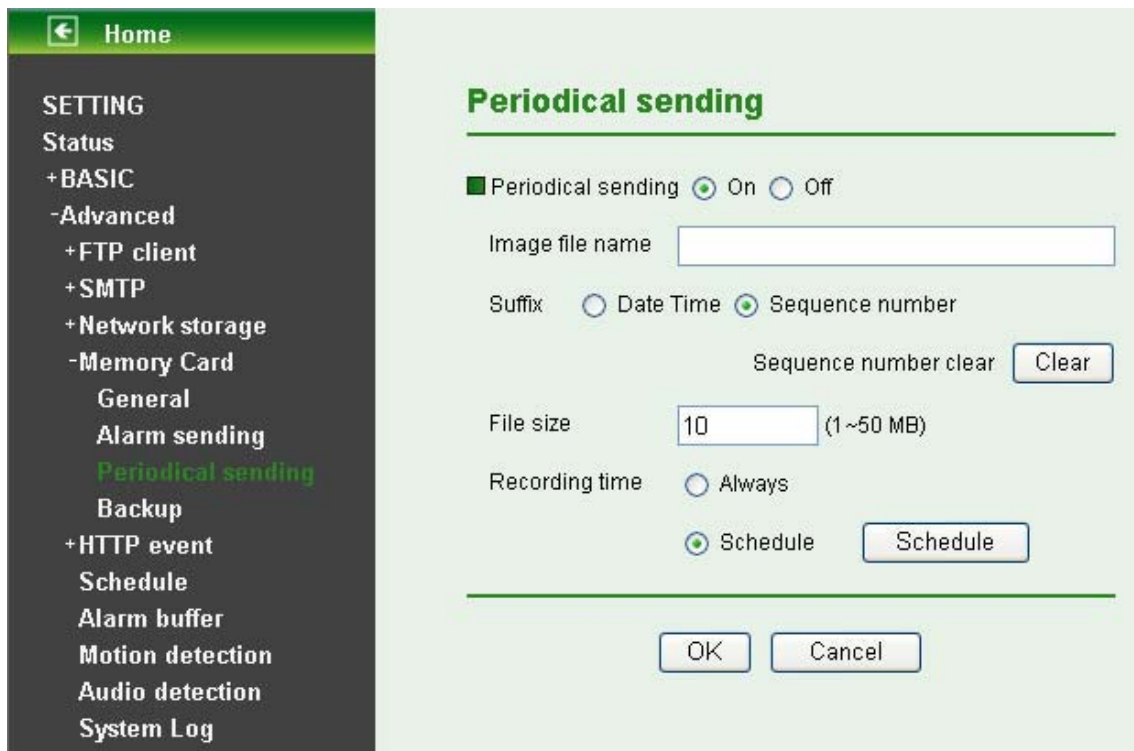 Home
SETTING
Status
+BASIC
-Advanced
+FTP client
+SMTP
+Network storage
-Memory Card
General
Alarm sending
Periodical sending
Backup
+HTTP event
Schedule
Alarm buffer
Motion detection
Audio detection
System Log
Periodical sending
Periodical sending On Off
Image file name
Suffix Date Time Sequence number
Sequence number clear Clear
File size 10 (1~50 MB)
Recording time Always
Schedule Schedule
OK Cancel